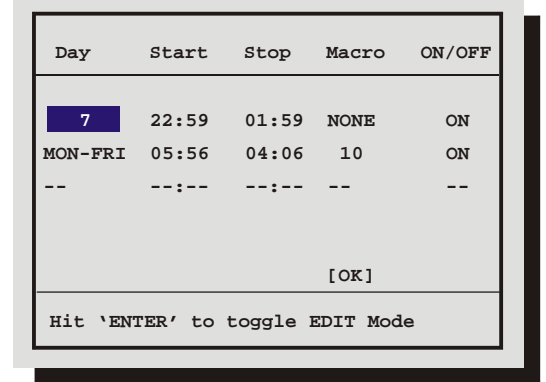 Day Start Stop Macro ON/OFF
7 22:59 01:59 NONE ON
MON-FRI 05:56 04:06 10 ON
-- --:-- --:-- -- --
[OK]
Hit ‘ENTER’ to toggle EDIT Mode